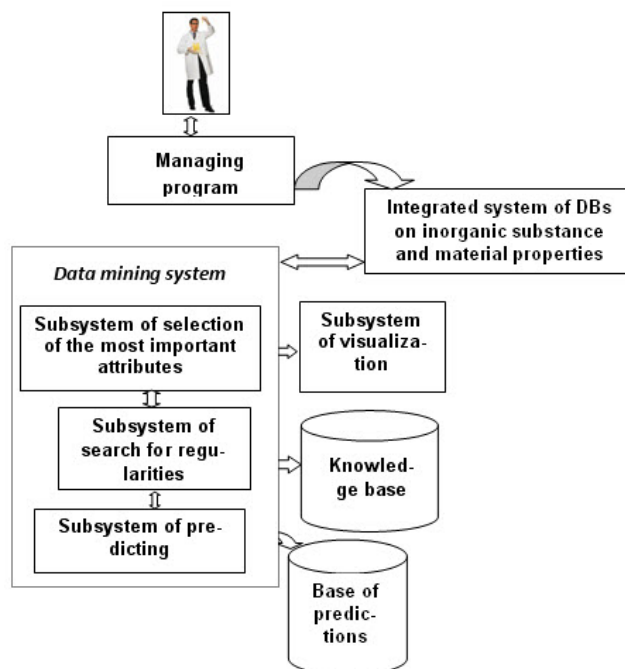 Managing
program
Integrated system of DBs
on inorganic substance
and material properties
Data mining system
Subsystem of selection
of the most important
attributes
Subsystem
of visualiza-
tion
Subsystem of
search for regu-
larities
Knowled-
ge base
Subsystem of pre-
dicting
Base of
predic-
tions